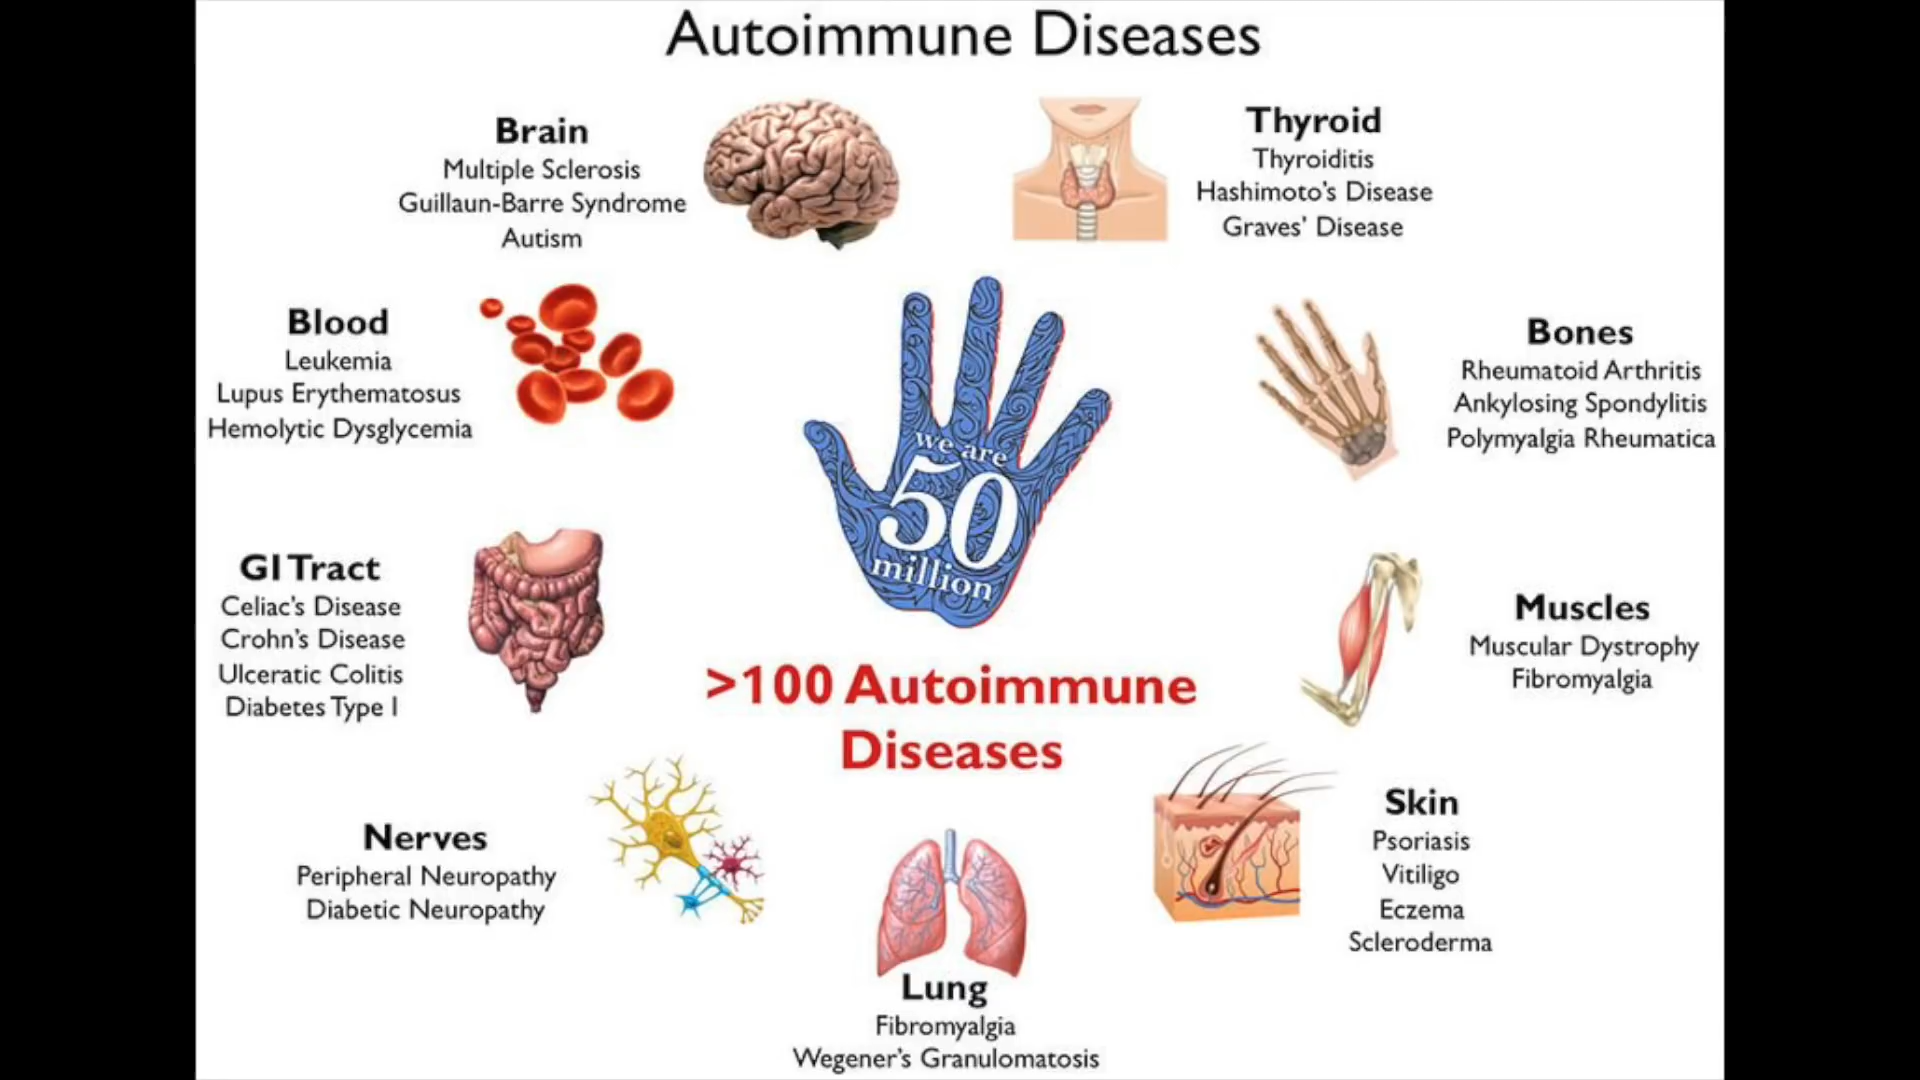 Autoimmune Diseases
Brain
Multiple Sclerosis
Guillaun-Barre Syndrome
Autism
Thyroid
Thyroiditis
Hashimoto's Disease
Graves' Disease
Blood
Leukemia
Lupus Erythematosus
Hemolytic Dysglycemia
we are
50
million
Bones
Rheumatoid Arthritis
Ankylosing Spondylitis
Polymyalgia Rheumatica
GI Tract
Celiac's Disease
Crohn's Disease
Ulceratic Colitis
Diabetes Type I
>100 Autoimmune
Diseases
Muscles
Muscular Dystrophy
Fibromyalgia
Nerves
Peripheral Neuropathy
Diabetic Neuropathy
Lung
Fibromyalgia
Wegener's Granulomatosis
Skin
Psoriasis
Vitiligo
Eczema
Scleroderma